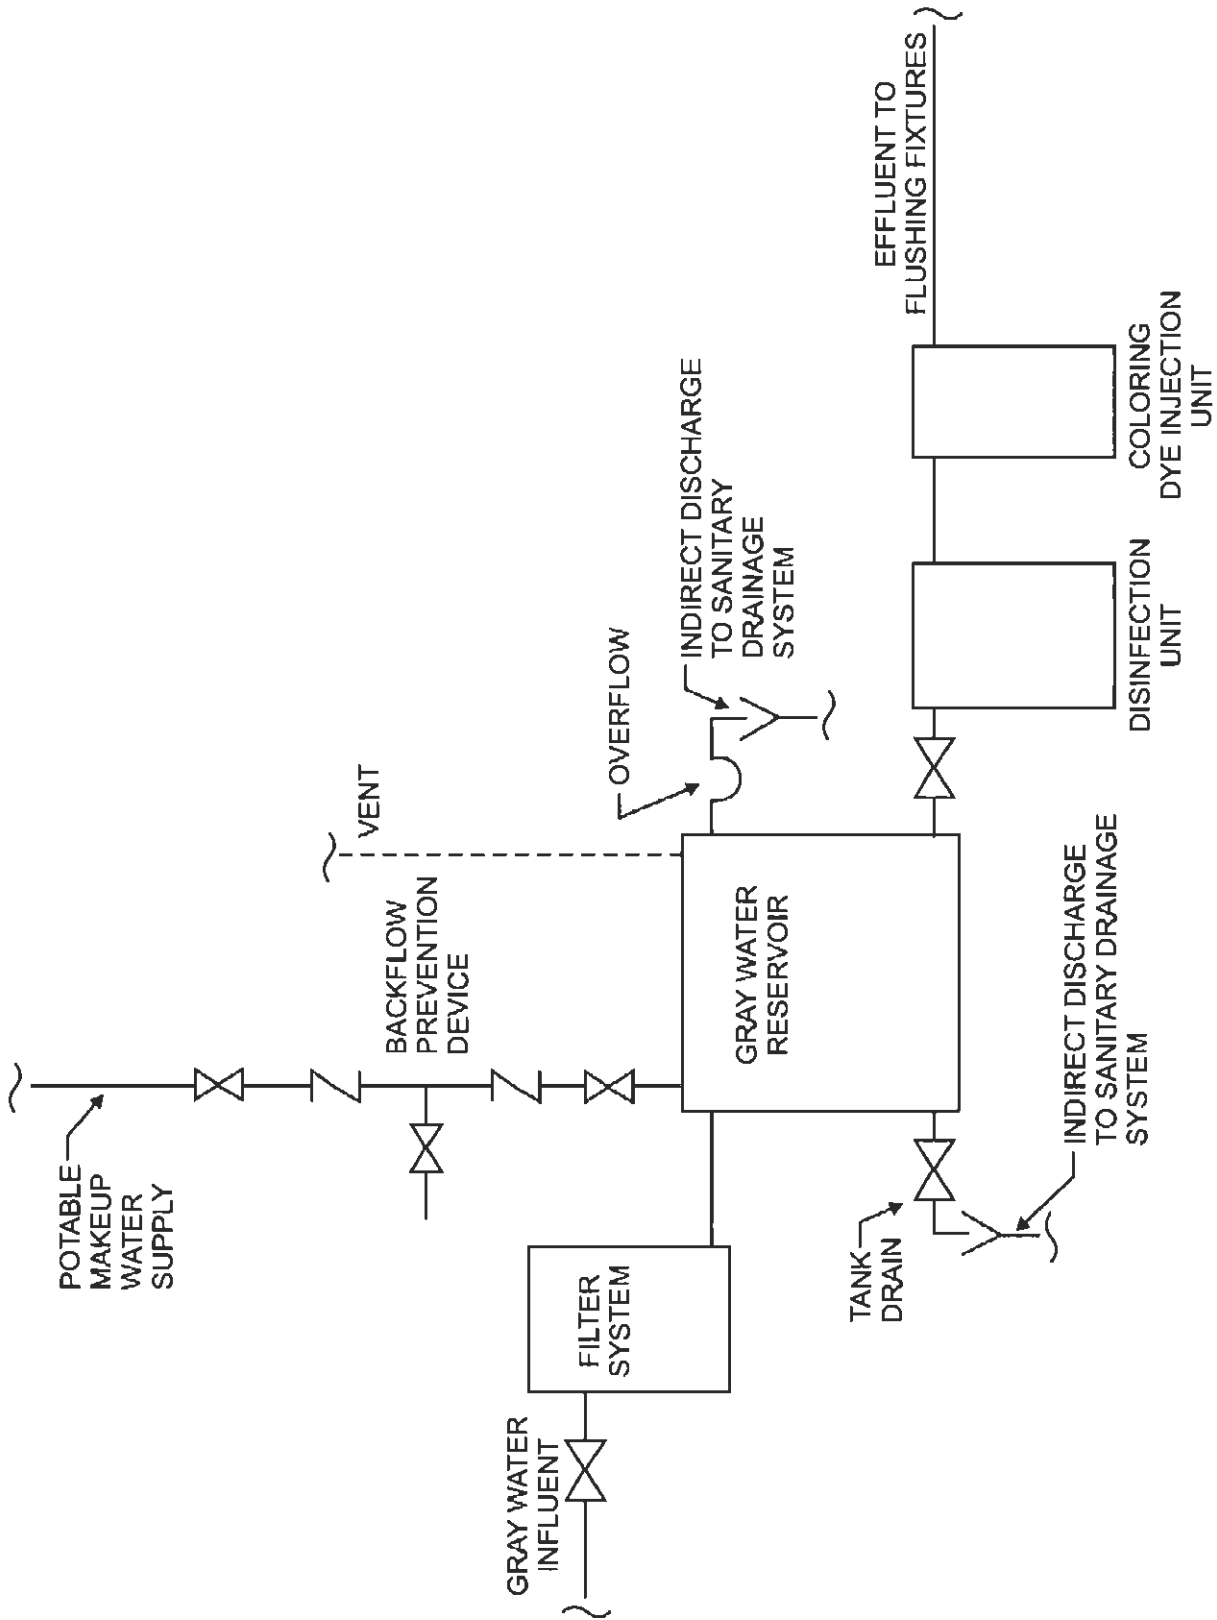 POTABLE
MAKEUP
WATER
SUPPLY
BACKFLOW
PREVENTION
DEVICE
VENT
GRAY WATER
INFLUENT
FILTER
SYSTEM
GRAY WATER
RESERVOIR
OVERFLOW
INDIRECT DISCHARGE
TO SANITARY
DRAINAGE
SYSTEM
TANK
DRAIN
INDIRECT DISCHARGE
TO SANITARY DRAINAGE
SYSTEM
DISINFECTION
UNIT
COLORING
DYE INJECTION
UNIT
EFFLUENT TO
FLUSHING FIXTURES